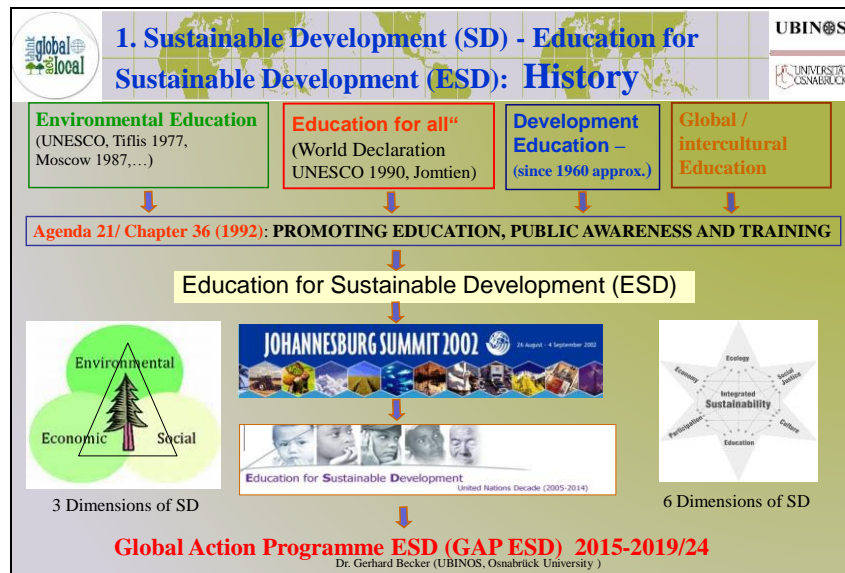 think
global
act
local
1. Sustainable Development (SD) - Education for
Sustainable Development (ESD): History
UBINOS
UNIVERSITÄT
OSNABRÜCK
Environmental Education
(UNESCO, Tiflis 1977,
Moscow 1987,…)
Education for all“
(World Declaration
UNESCO 1990, Jomtien)
Development
Education –
(since 1960 approx.)
Global /
intercultural
Education
Agenda 21/ Chapter 36 (1992): PROMOTING EDUCATION, PUBLIC AWARENESS AND TRAINING
Education for Sustainable Development (ESD)
Environmental
Economic
Social
3 Dimensions of SD
JOHANNESBURG SUMMIT 2002
26 August - 4 September 2002
Education for Sustainable Development
United Nations Decade (2005-2014)
Ecology
Economy
Social
Justice
Integrated
Sustainability
Participation
Culture
Education
6 Dimensions of SD
Global Action Programme ESD (GAP ESD) 2015-2019/24
Dr. Gerhard Becker (UBINOS, Osnabrück University )